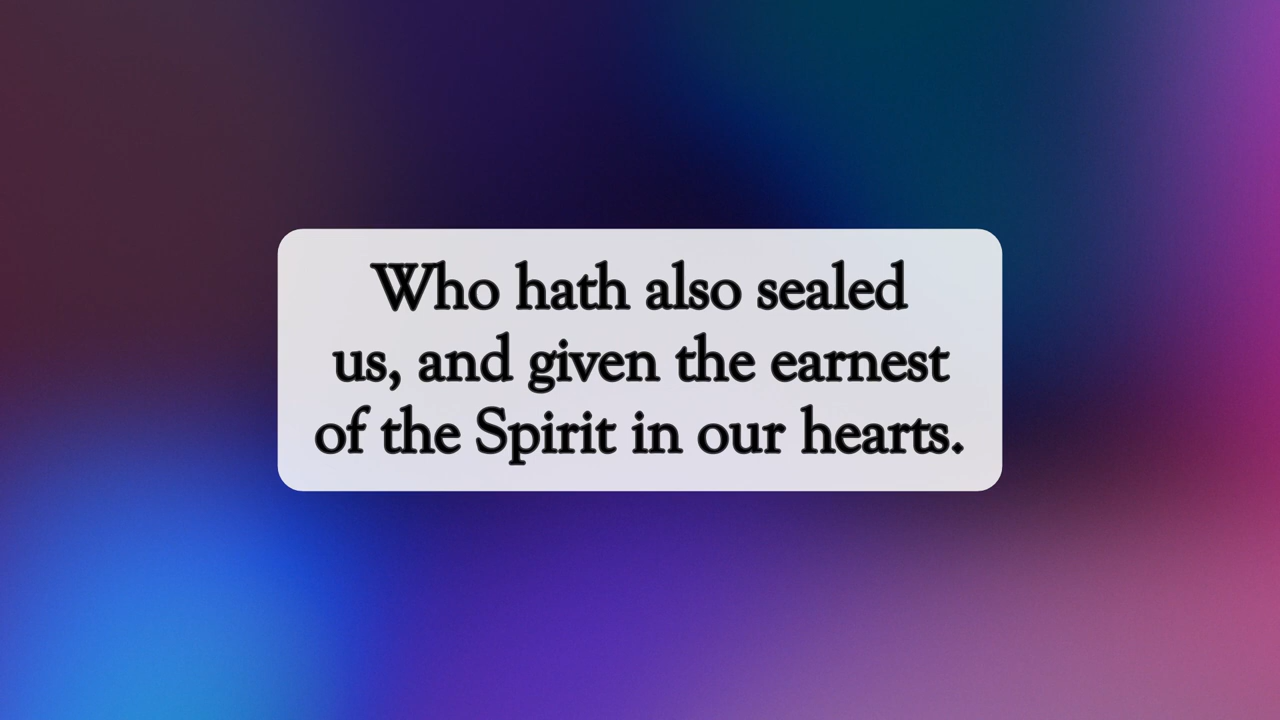 Who hath also sealed
us, and given the earnest
of the Spirit in our hearts.